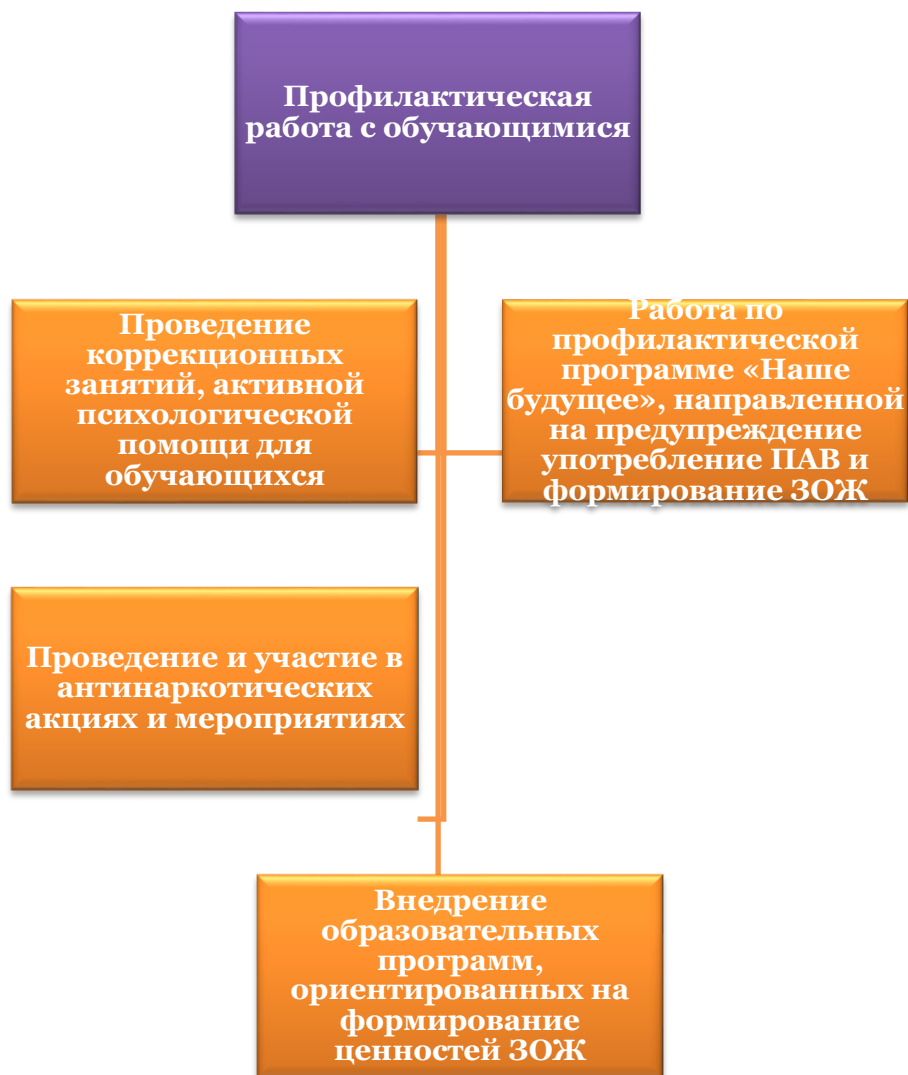 Профилактическая
работа с обучающимися
Проведение
коррекционных
занятий, активной
психологической
помощи для
обучающихся
Работа по
профилактической
программе «Наше
будущее», направленной
на предупреждение
употребление ПАВ и
формирование ЗОЖ
Проведение и участие в
антинаркотических
акциях и мероприятиях
Внедрение
образовательных
программ,
ориентированных на
формирование
ценностей ЗОЖ